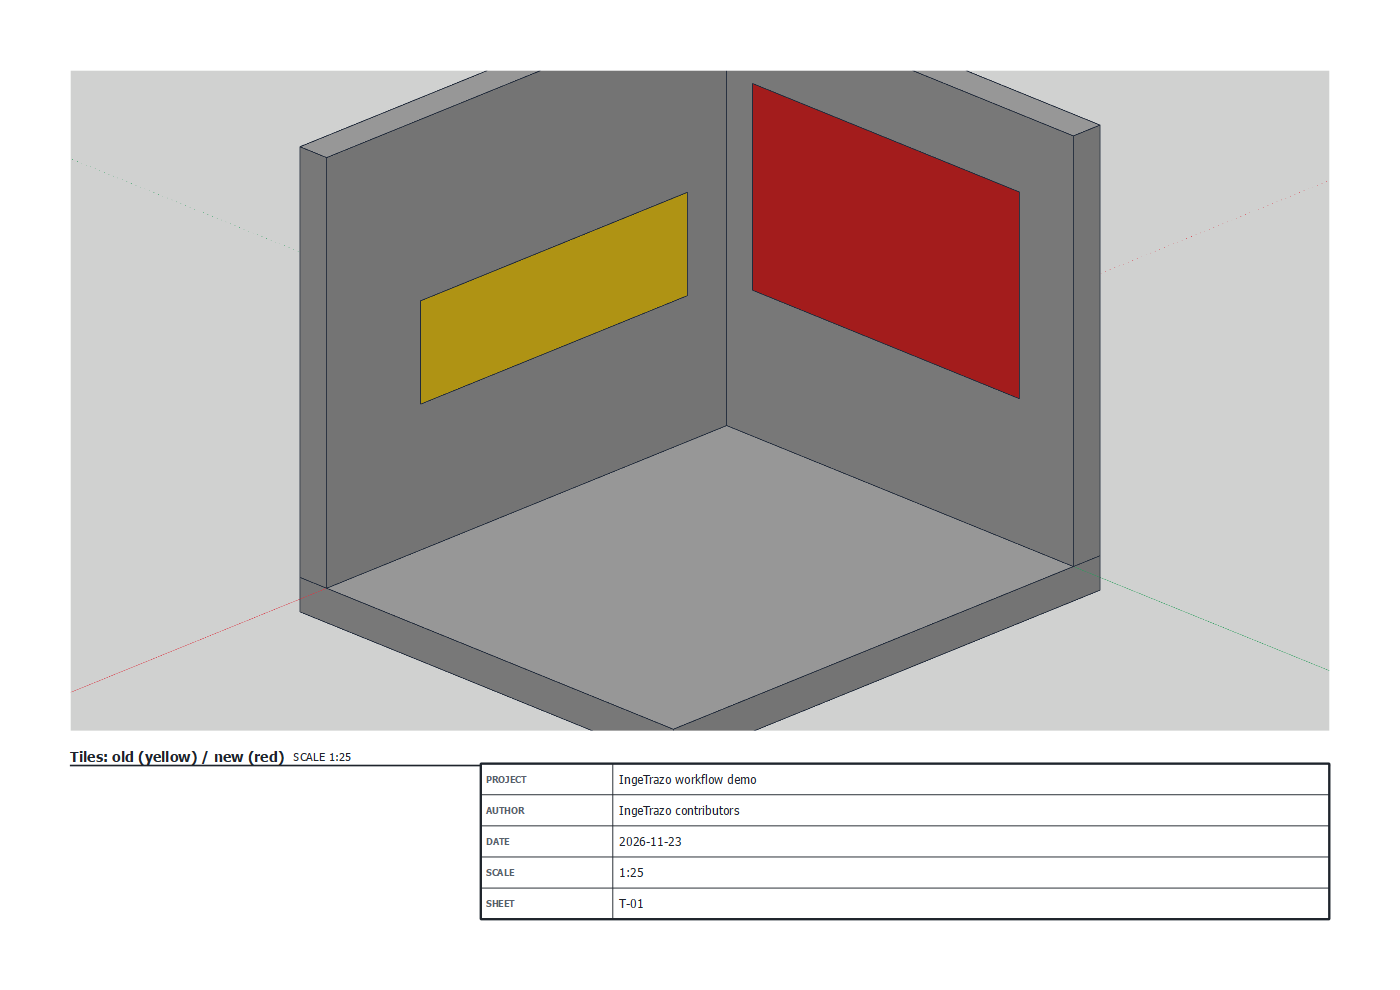 Tiles: old (yellow) / new (red) SCALE 1:25
PROJECT IngeTrazo workflow demo
AUTHOR IngeTrazo contributors
DATE 2026-11-23
SCALE 1:25
SHEET T-01